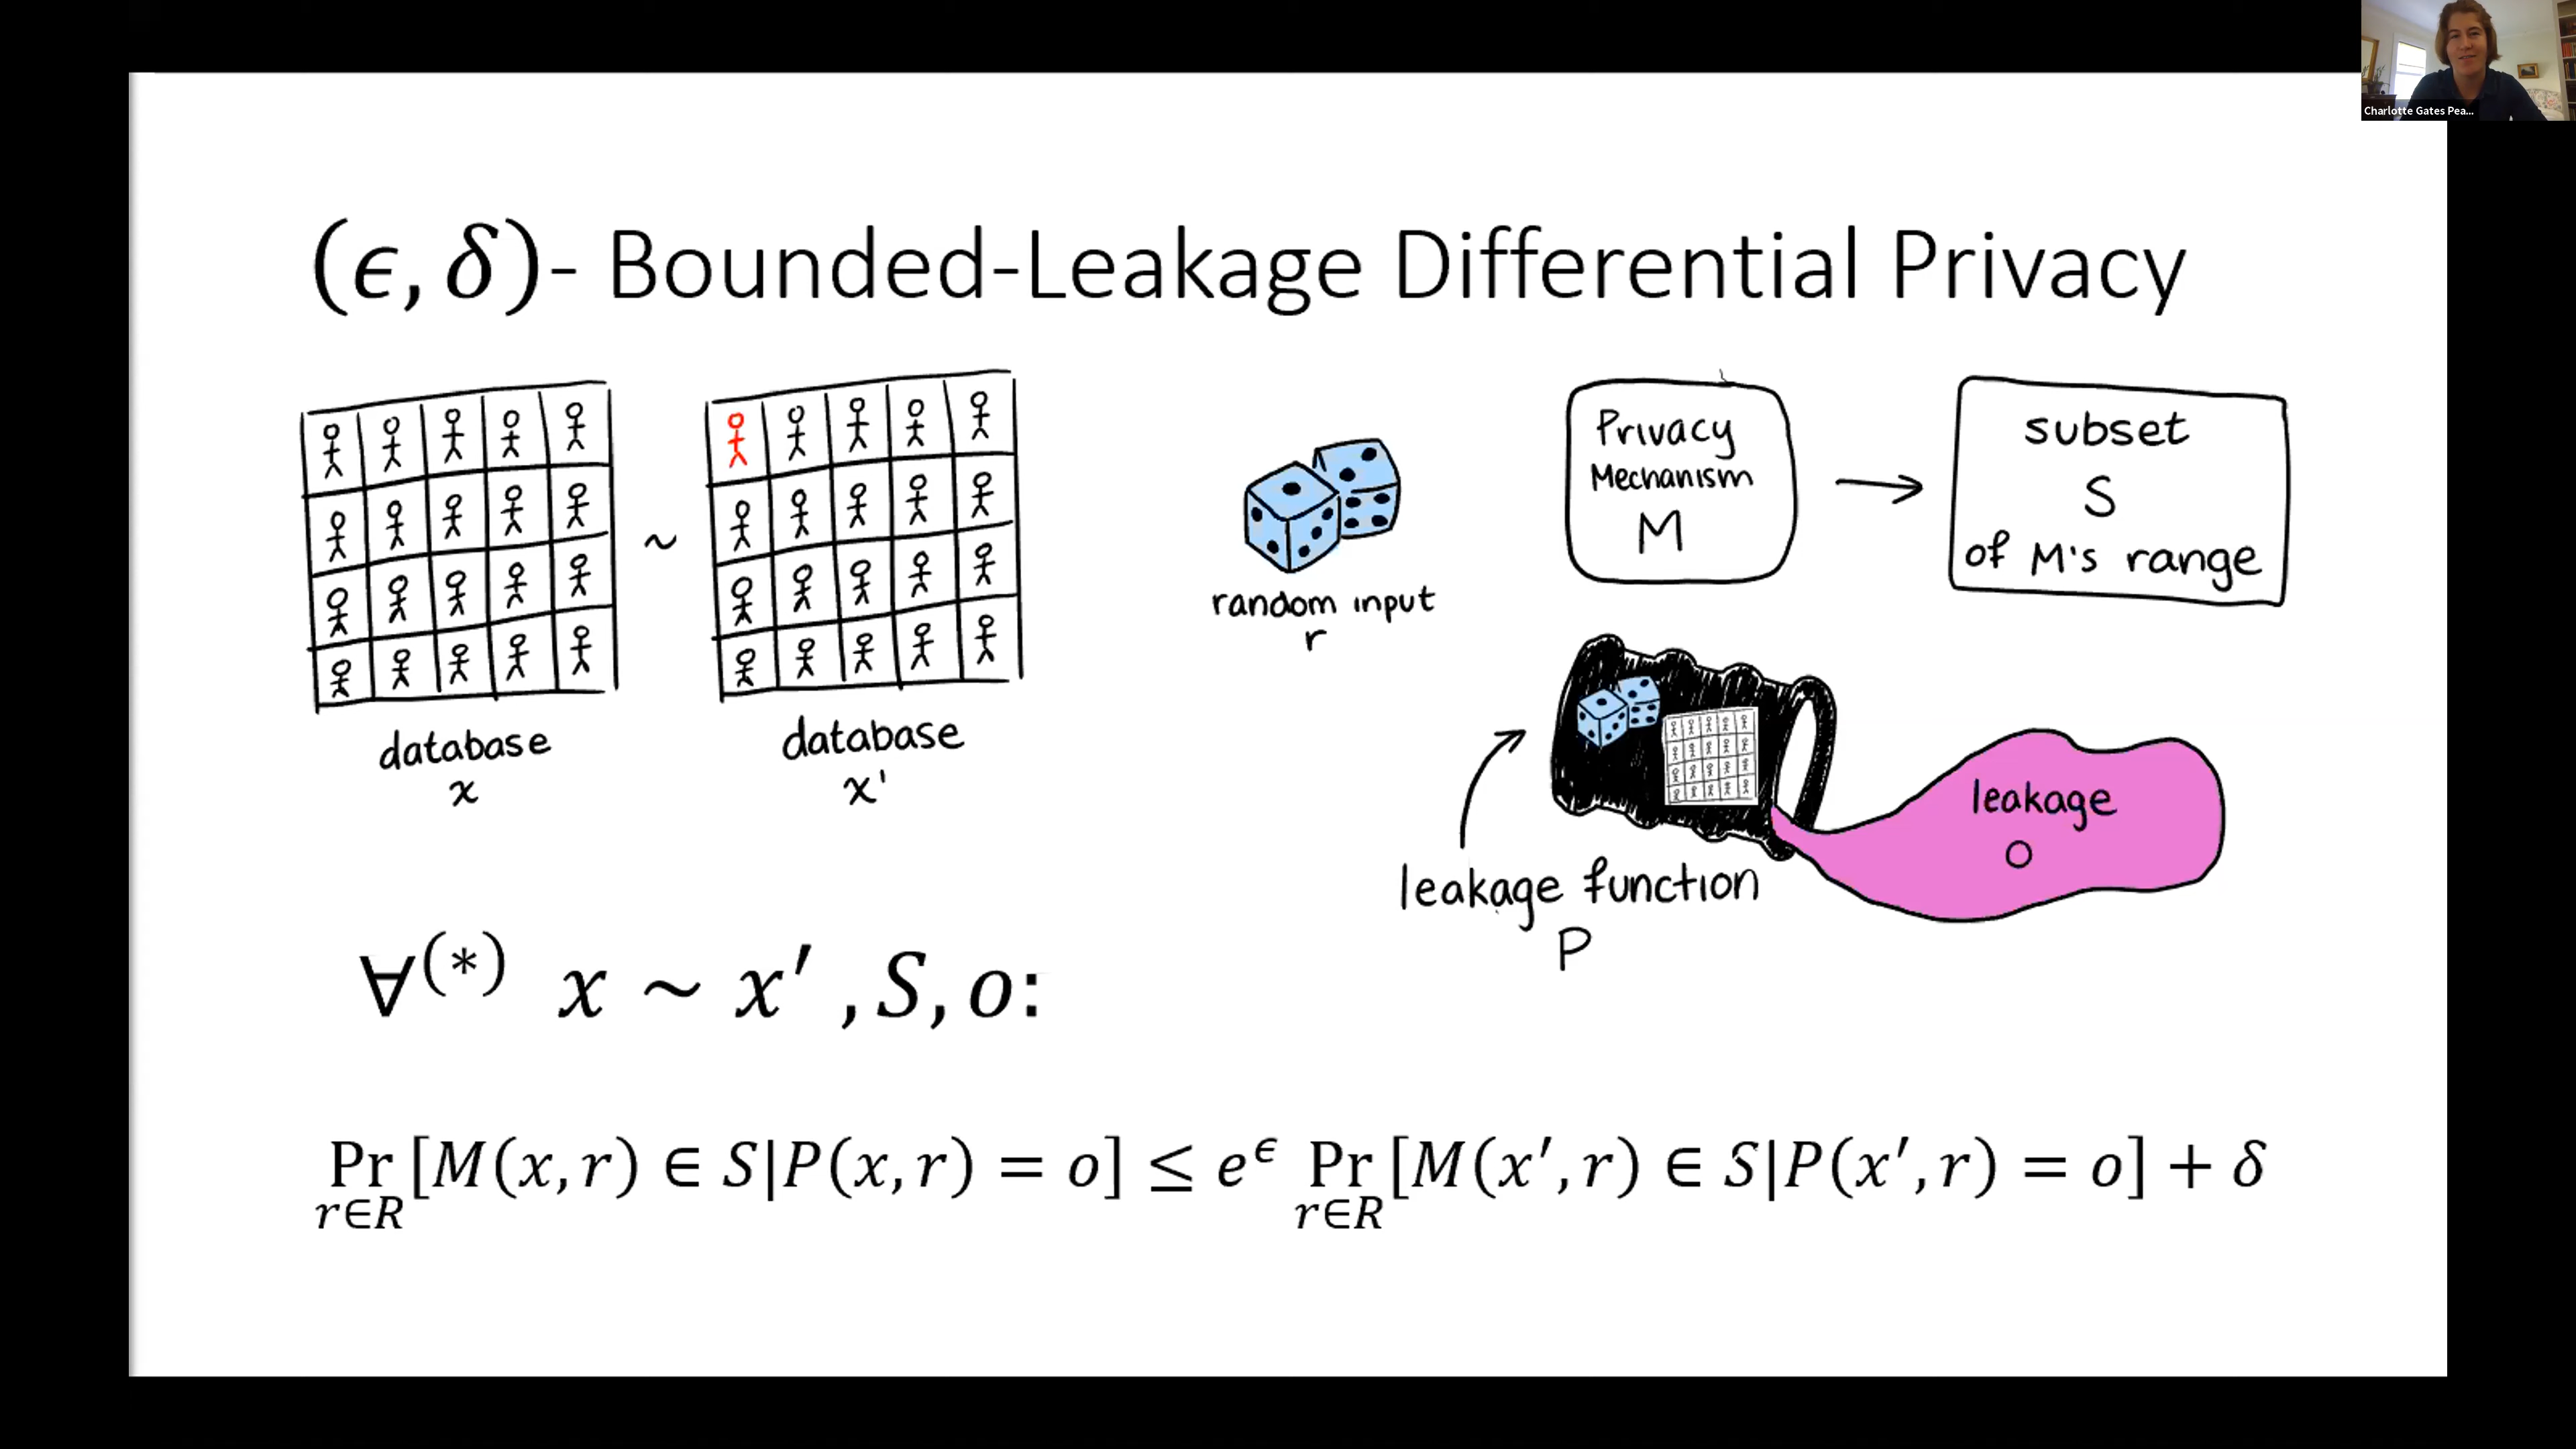 Charlotte Gates Pea...
(ϵ, δ)- Bounded-Leakage Differential Privacy
database
x
~
database
x'
random input
r
Privacy
Mechanism
M
subset
S
of M's range
leakage function
P
leakage
O
∀(*) x ~ x′ , S, o:
Pr r∈R [M(x, r) ∈ S|P(x, r) = o] ≤ e^ϵ Pr r∈R [M(x′, r) ∈ S|P(x′, r) = o] + δ